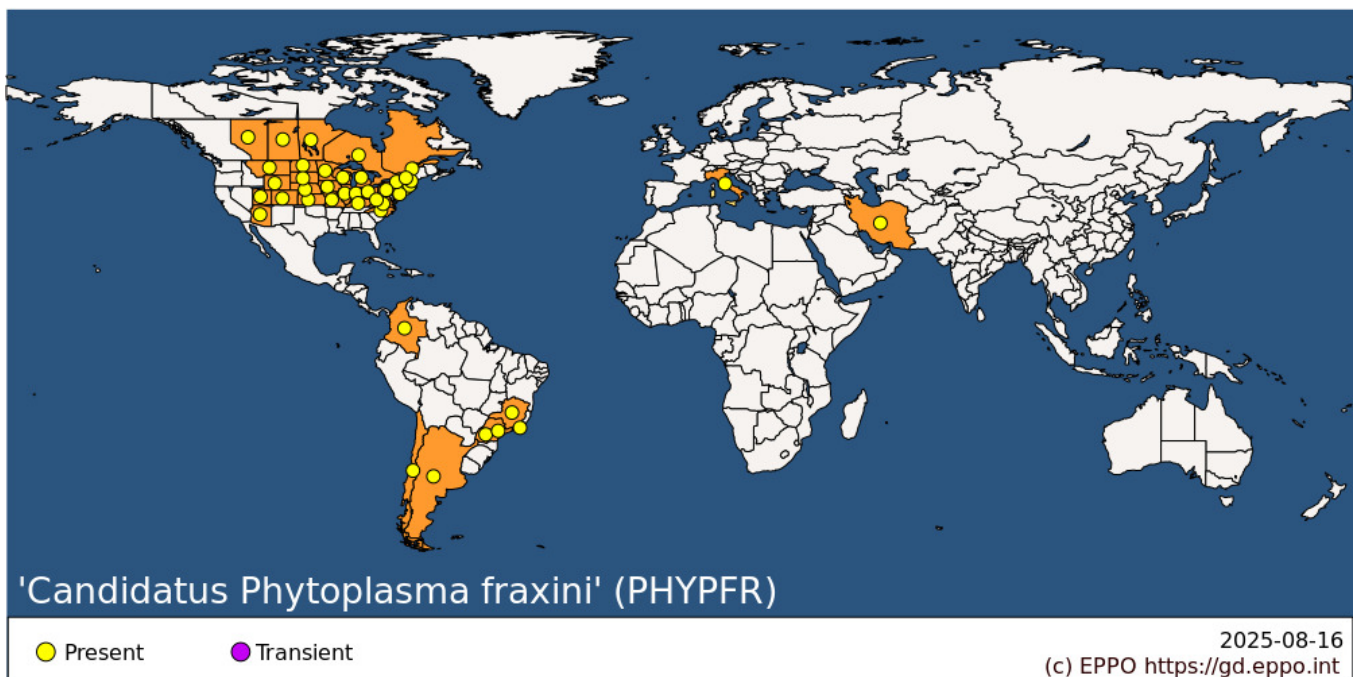 'Candidatus Phytoplasma fraxini' (PHYPFR)
Present
Transient
2025-08-16
(c) EPPO https://gd.eppo.int